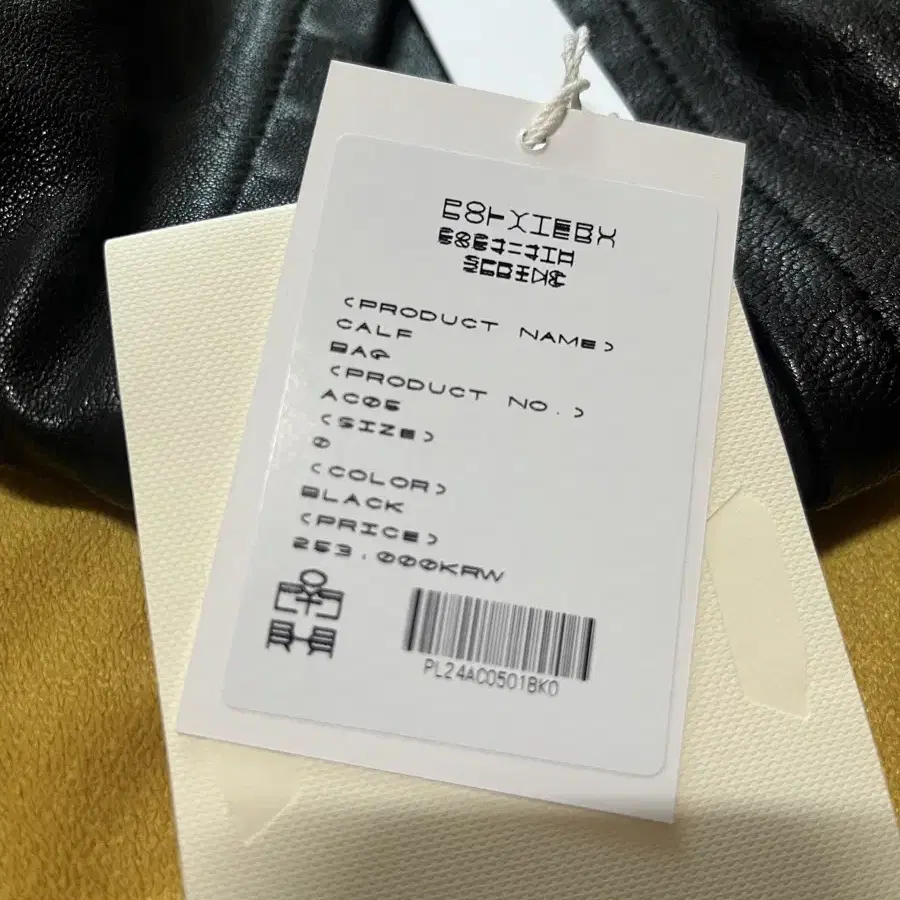 <PRODUCT NAME>
CALF
BAG
<PRODUCT NO.>
AC05
<SIZE>
0
<COLOR>
BLACK
<PRICE>
253.000KRW
PL24AC0501BK0